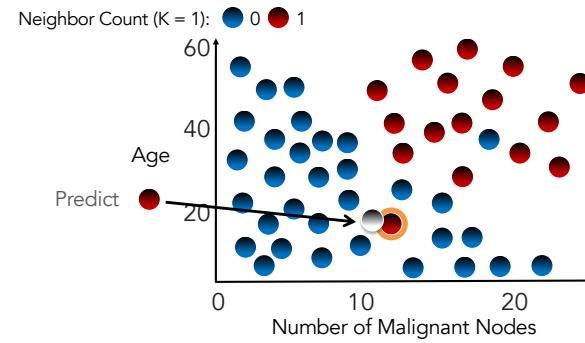 Neighbor Count (K = 1): 0 1
60
40
Age
Predict
20
0 10 20
Number of Malignant Nodes